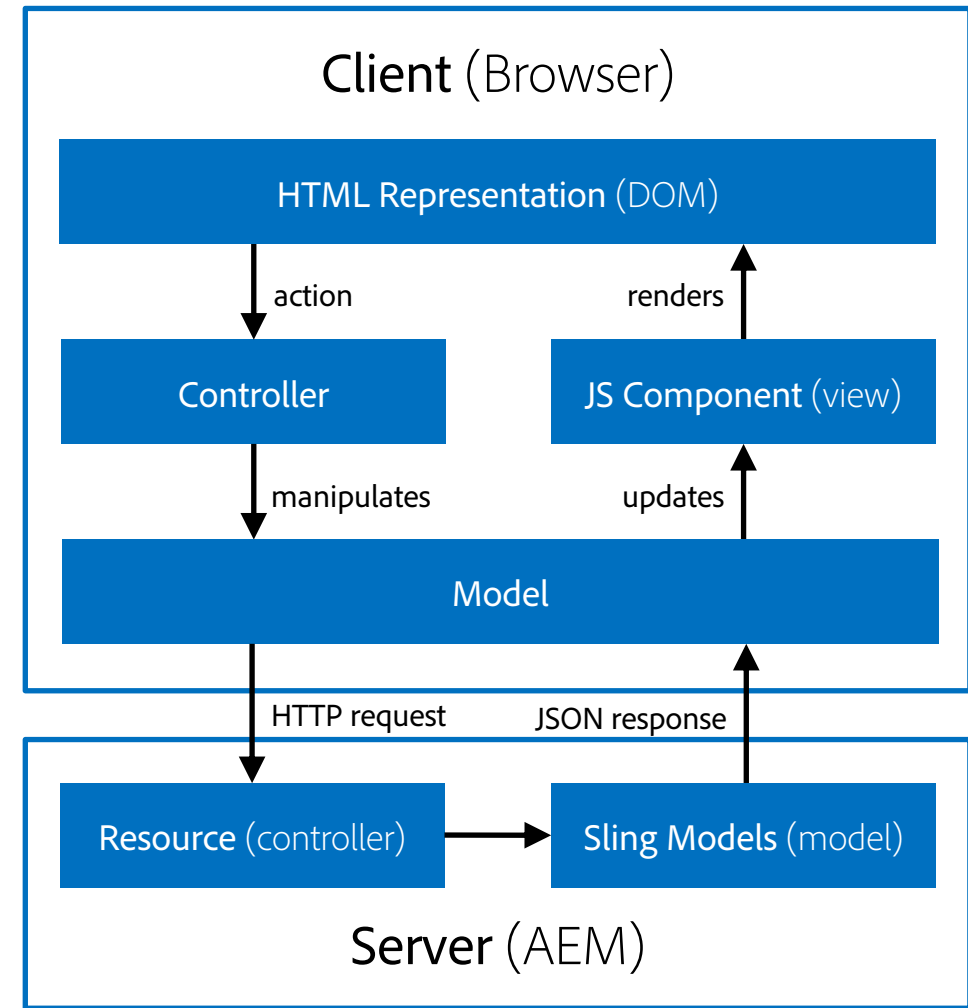 Client (Browser)
HTML Representation (DOM)
action
renders
Controller
JS Component (view)
manipulates
updates
Model
HTTP request
JSON response
Resource (controller)
Sling Models (model)
Server (AEM)